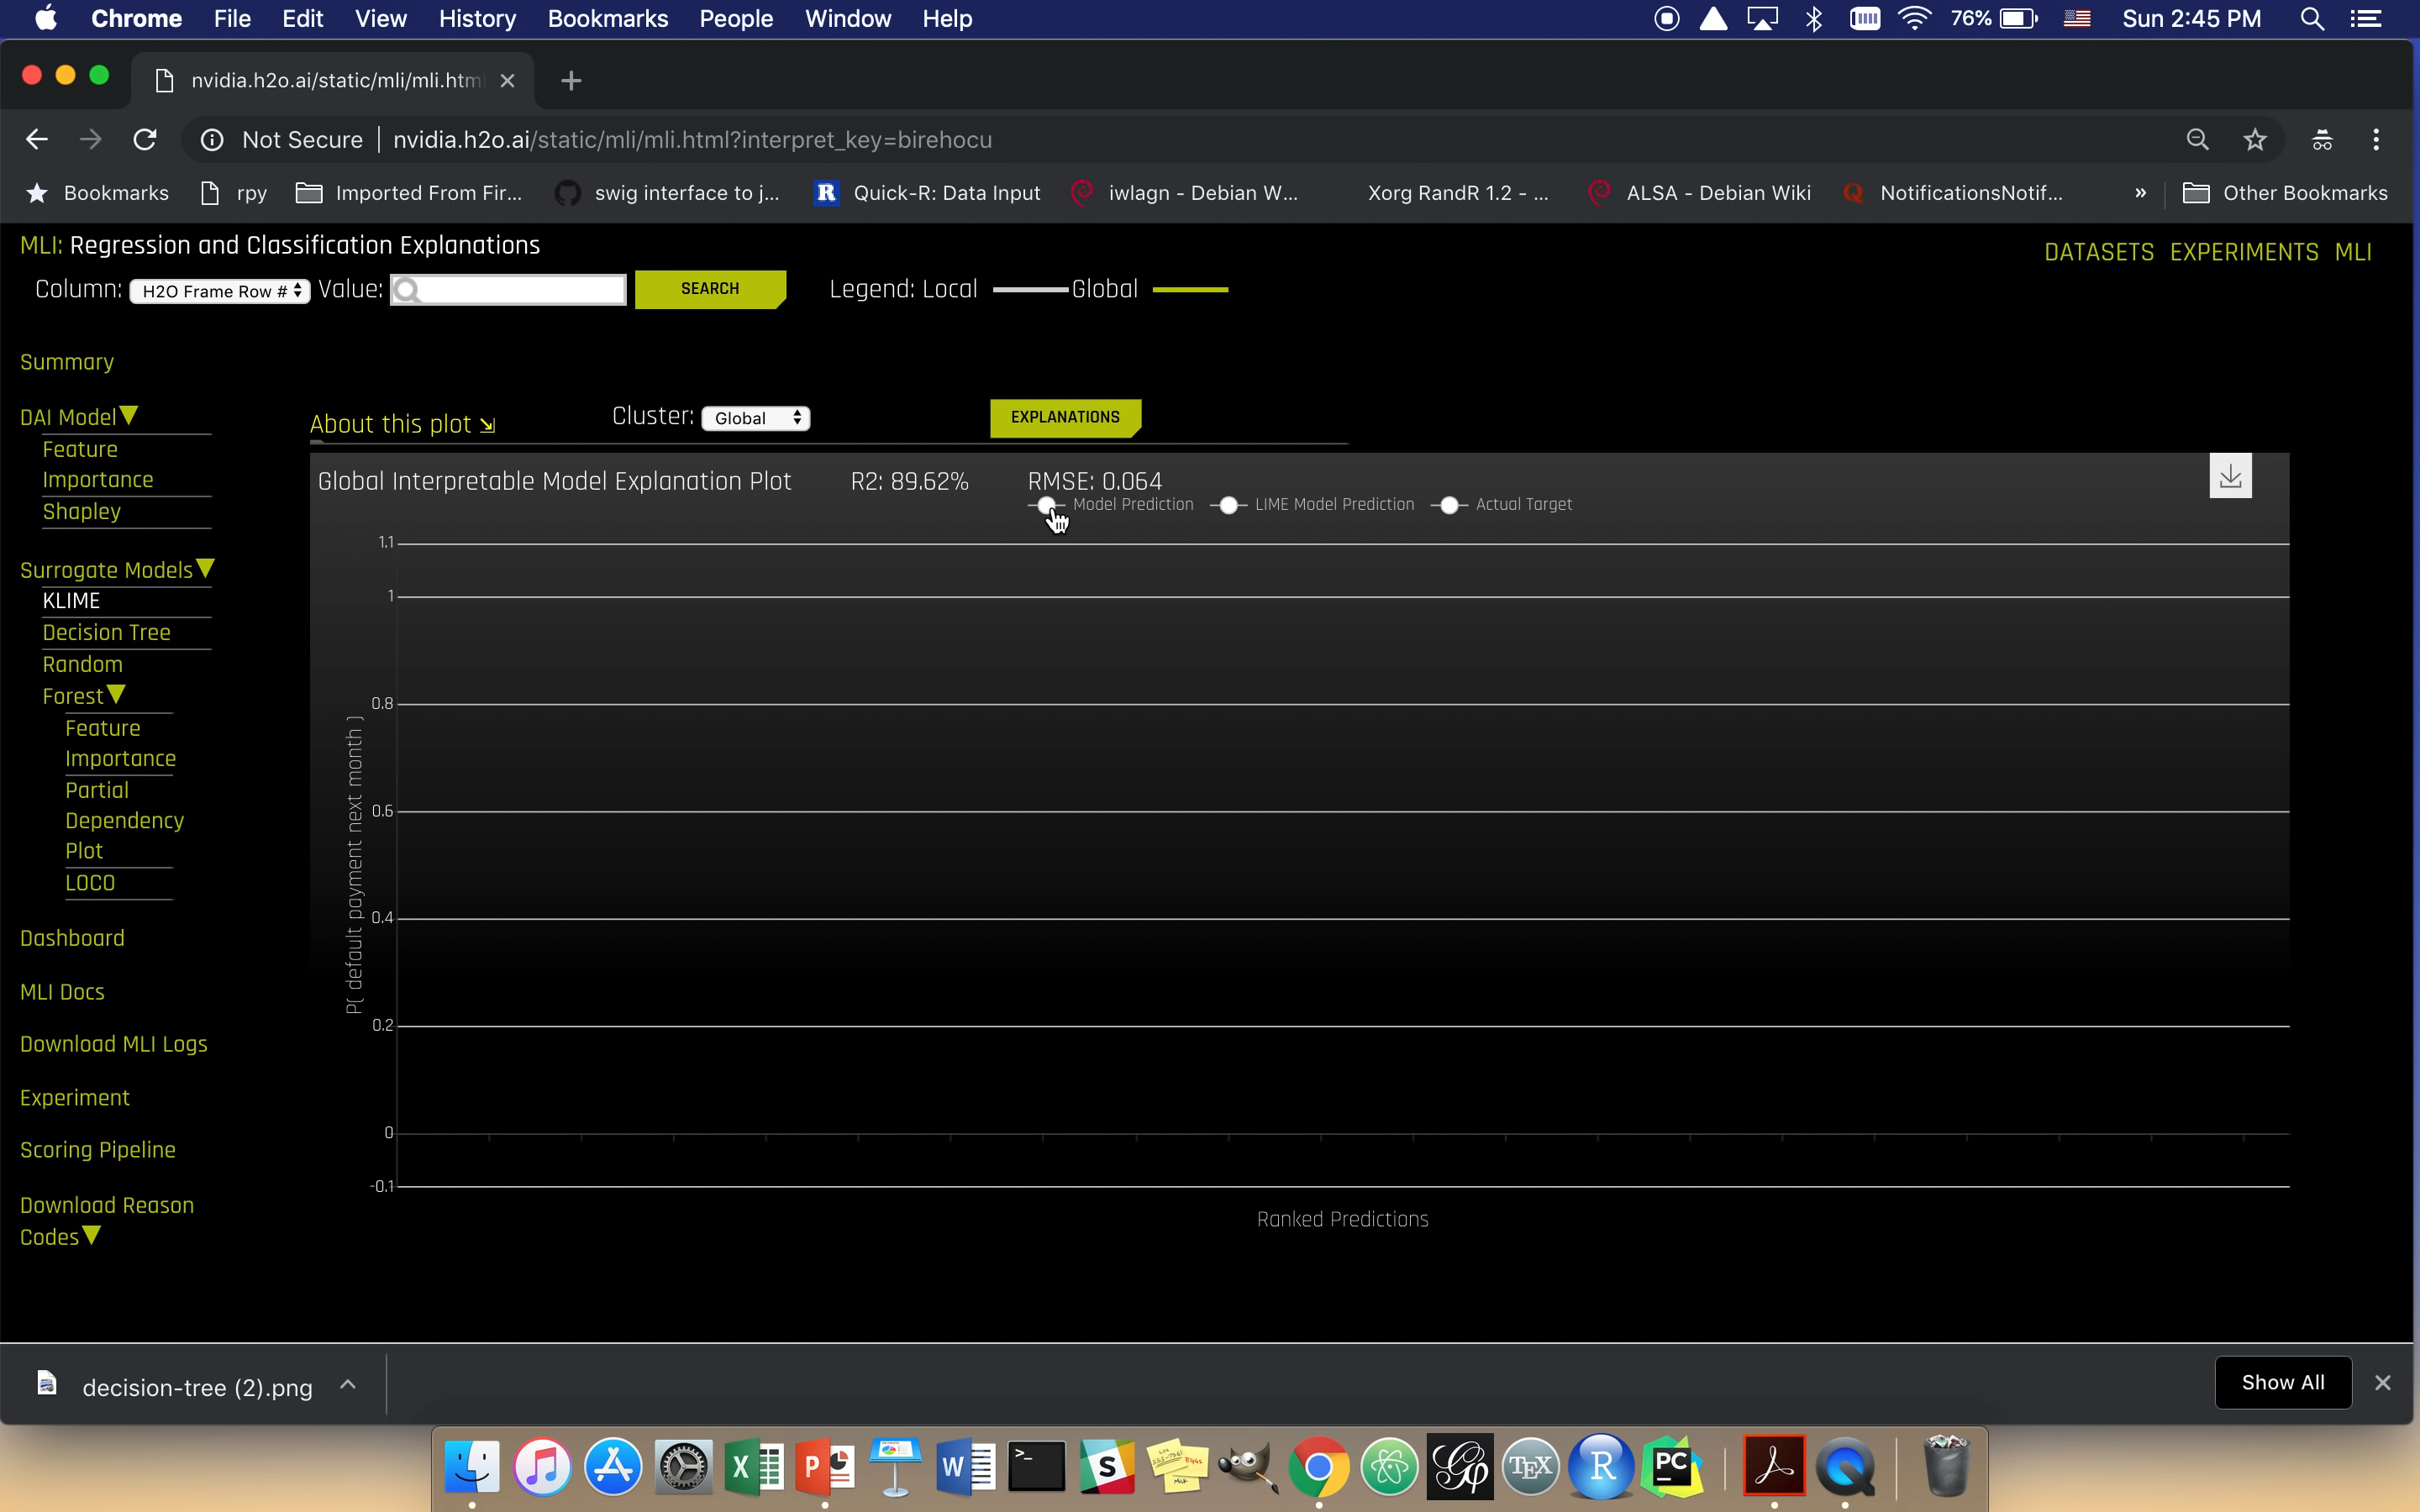 Chrome File Edit View History Bookmarks People Window Help 76% Sun 2:45 PM
nvidia.h2o.ai/static/mli/mli.htm
Not Secure nvidia.h2o.ai/static/mli/mli.html?interpret_key=birehocu
Bookmarks rpy Imported From Fir... swig interface to j... R Quick-R: Data Input iwlagn - Debian W... Xorg RandR 1.2 - ... ALSA - Debian Wiki NotificationsNotif... » Other Bookmarks
MLI: Regression and Classification Explanations
DATASETS EXPERIMENTS MLI
Column: H2O Frame Row # Value: SEARCH Legend: Local Global
Summary
DAI Model
Feature
Importance
Shapley
Surrogate Models
KLIME
Decision Tree
Random
Forest
Feature
Importance
Partial
Dependency
Plot
LOCO
Dashboard
MLI Docs
Download MLI Logs
Experiment
Scoring Pipeline
Download Reason
Codes
About this plot Cluster: Global EXPLANATIONS
Global Interpretable Model Explanation Plot R2: 89.62% RMSE: 0.064
Model Prediction LIME Model Prediction Actual Target
1.1
1
0.8
0.6
0.4
0.2
0
-0.1
P( default payment next month )
Ranked Predictions
decision-tree (2).png
Show All
X P W >_ S TEX R PC